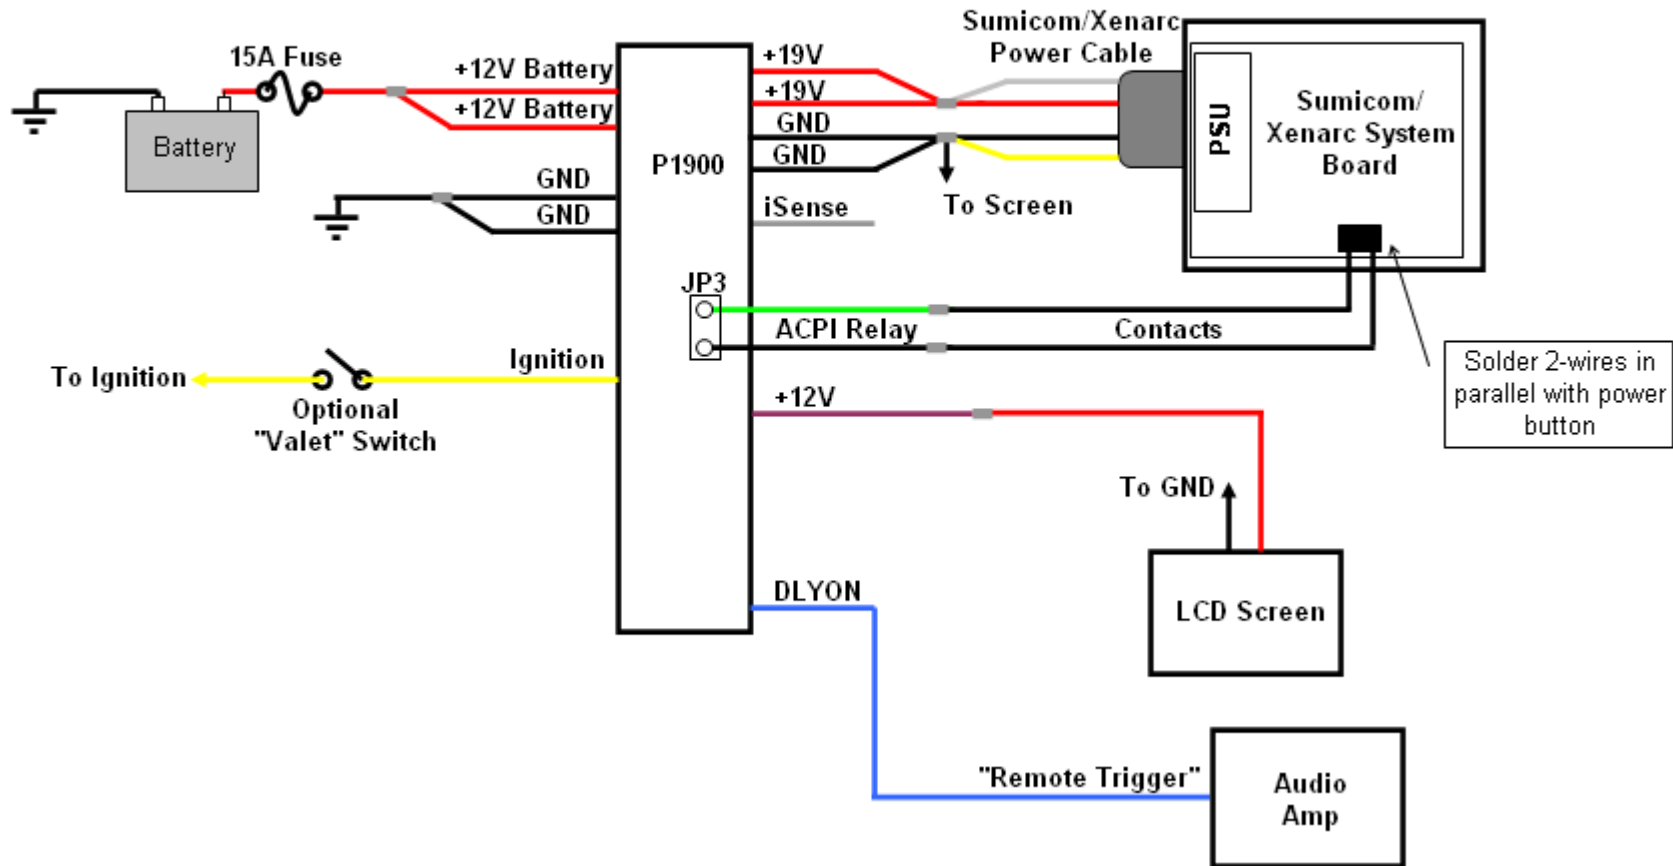 15A Fuse
+12V Battery
+12V Battery
Battery
GND
GND
To Ignition
Optional
"Valet" Switch
Ignition
P1900
JP3
+19V
+19V
GND
GND
iSense
ACPI Relay
Contacts
+12V
DLYON
Sumicom/Xenarc
Power Cable
To Screen
PSU
Sumicom/
Xenarc System
Board
Solder 2-wires in
parallel with power
button
To GND
LCD Screen
"Remote Trigger"
Audio
Amp